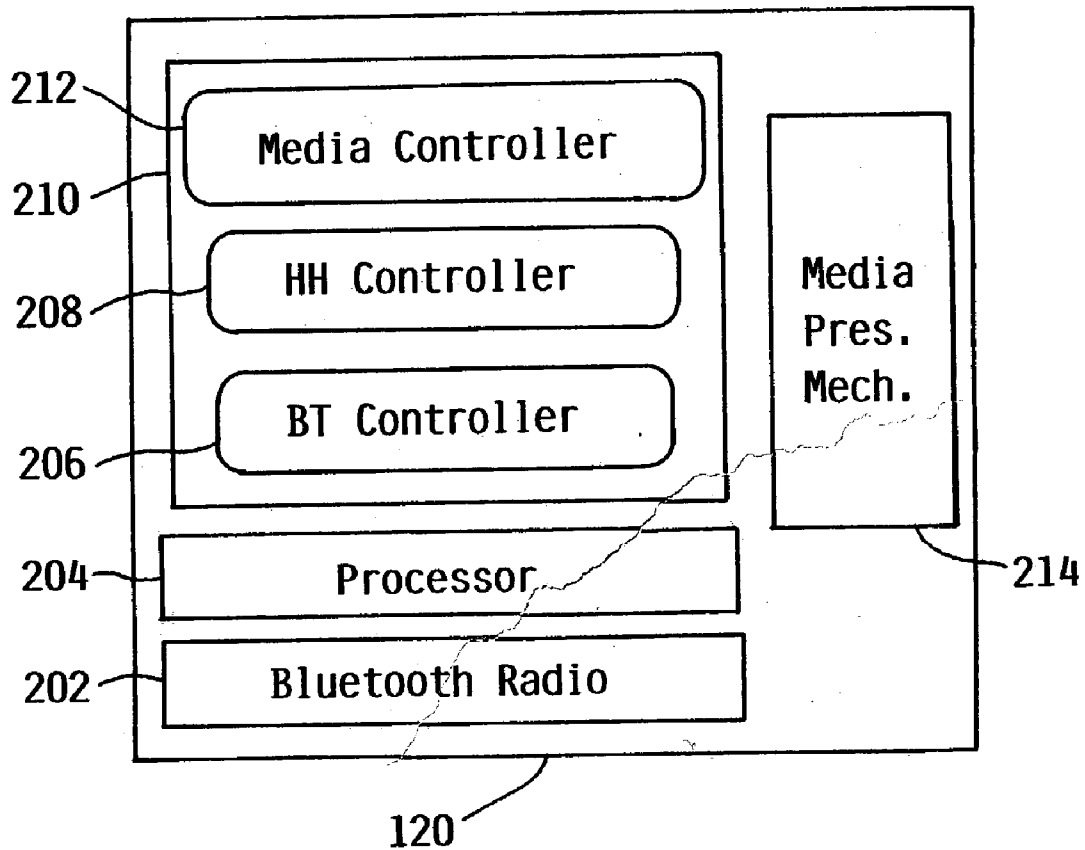 212
Media Controller
210
HH Controller
208
Media
Pres.
Mech.
BT Controller
206
204
Processor
214
202
Bluetooth Radio
120